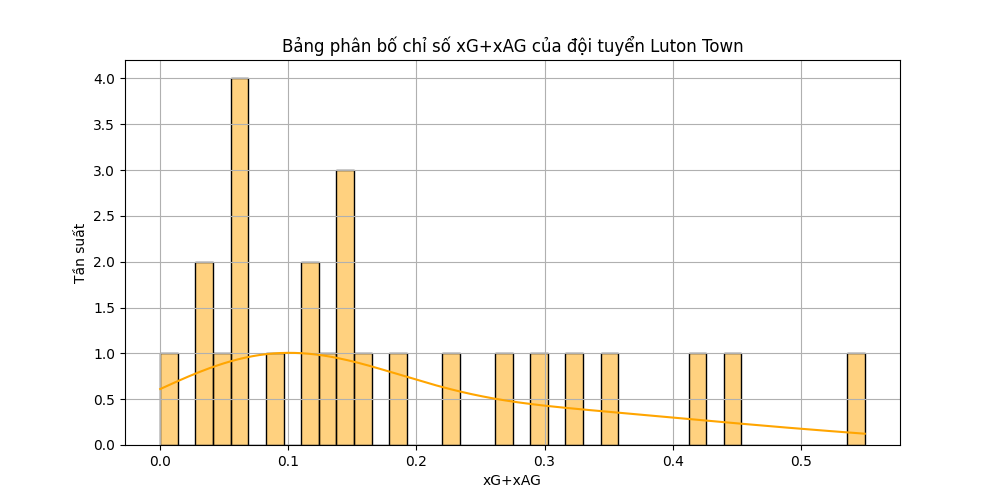 Bảng phân bố chỉ số xG+xAG của đội tuyển Luton Town
4.0
3.5
3.0
2.5
2.0
1.5
1.0
0.5
0.0
Tần suất
0.0 0.1 0.2 0.3 0.4 0.5
xG+xAG